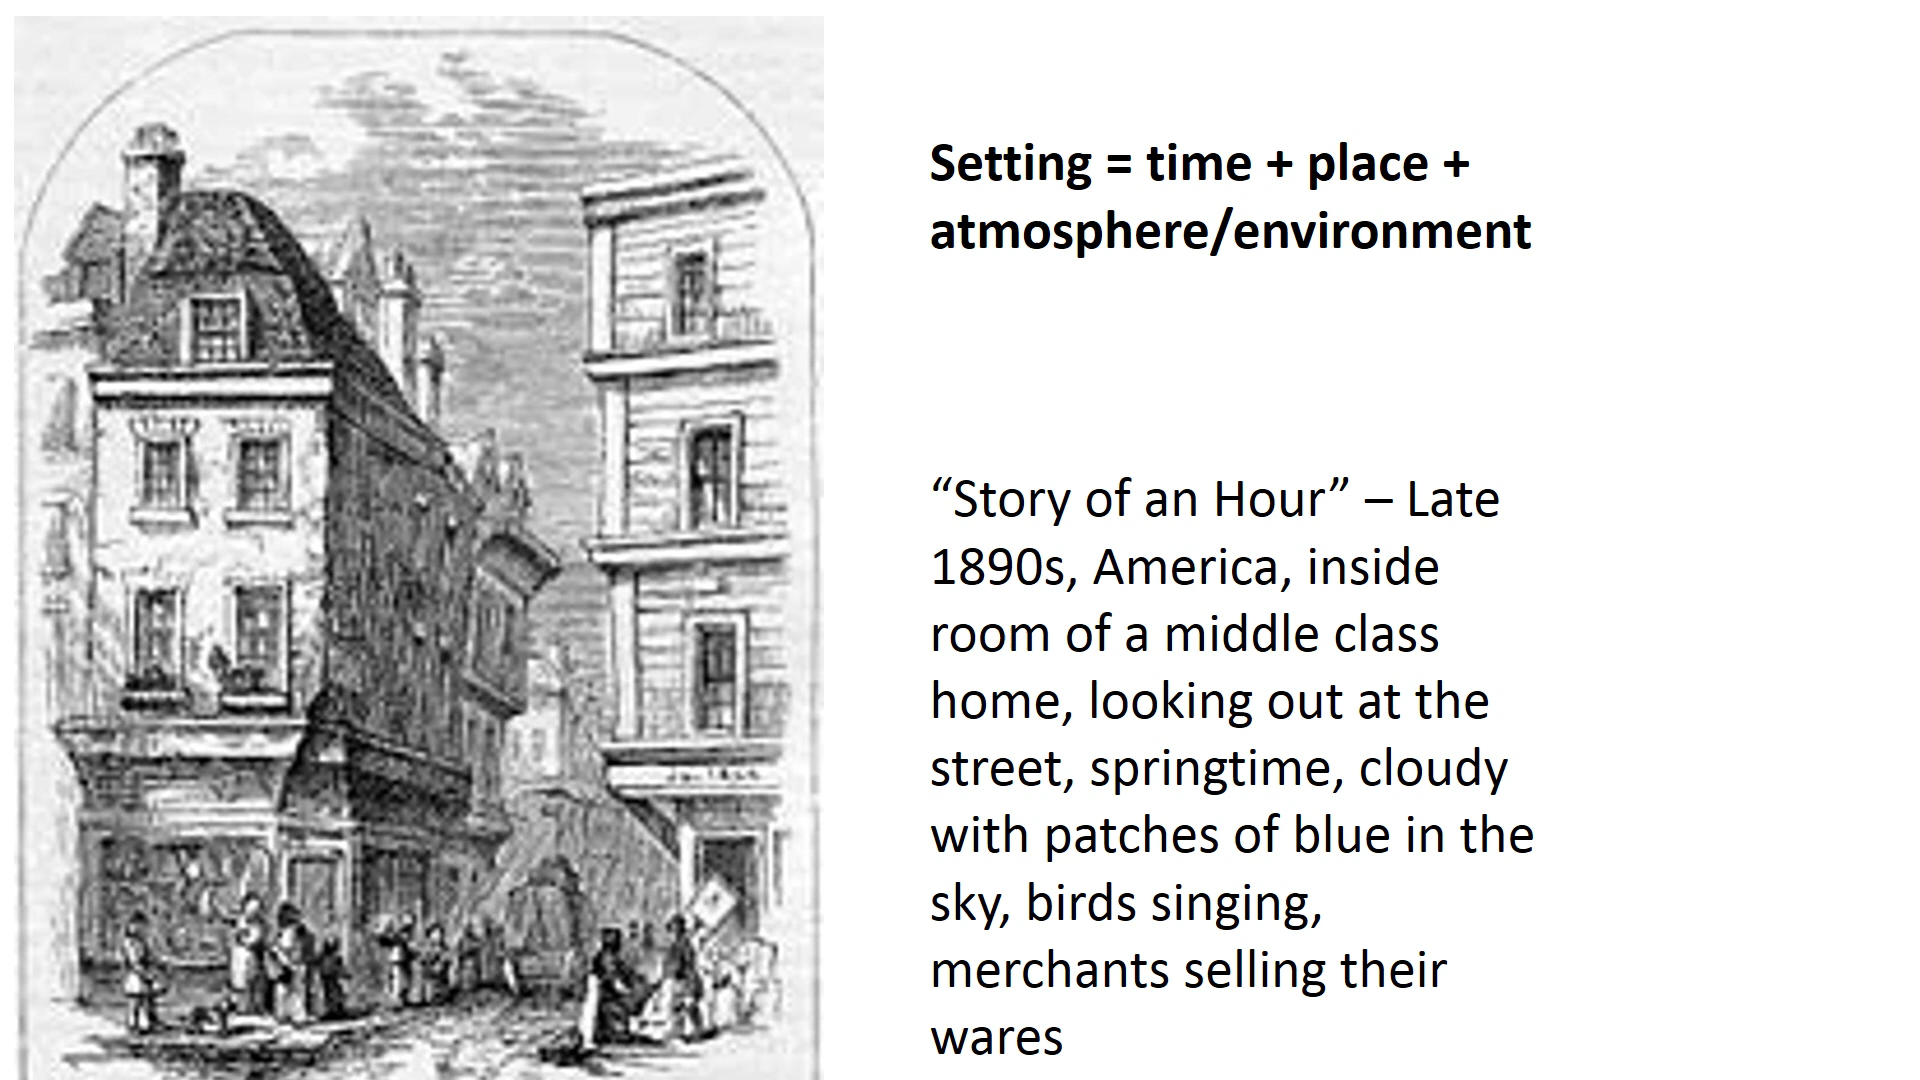 Setting = time + place +
atmosphere/environment
“Story of an Hour” – Late
1890s, America, inside
room of a middle class
home, looking out at the
street, springtime, cloudy
with patches of blue in the
sky, birds singing,
merchants selling their
wares